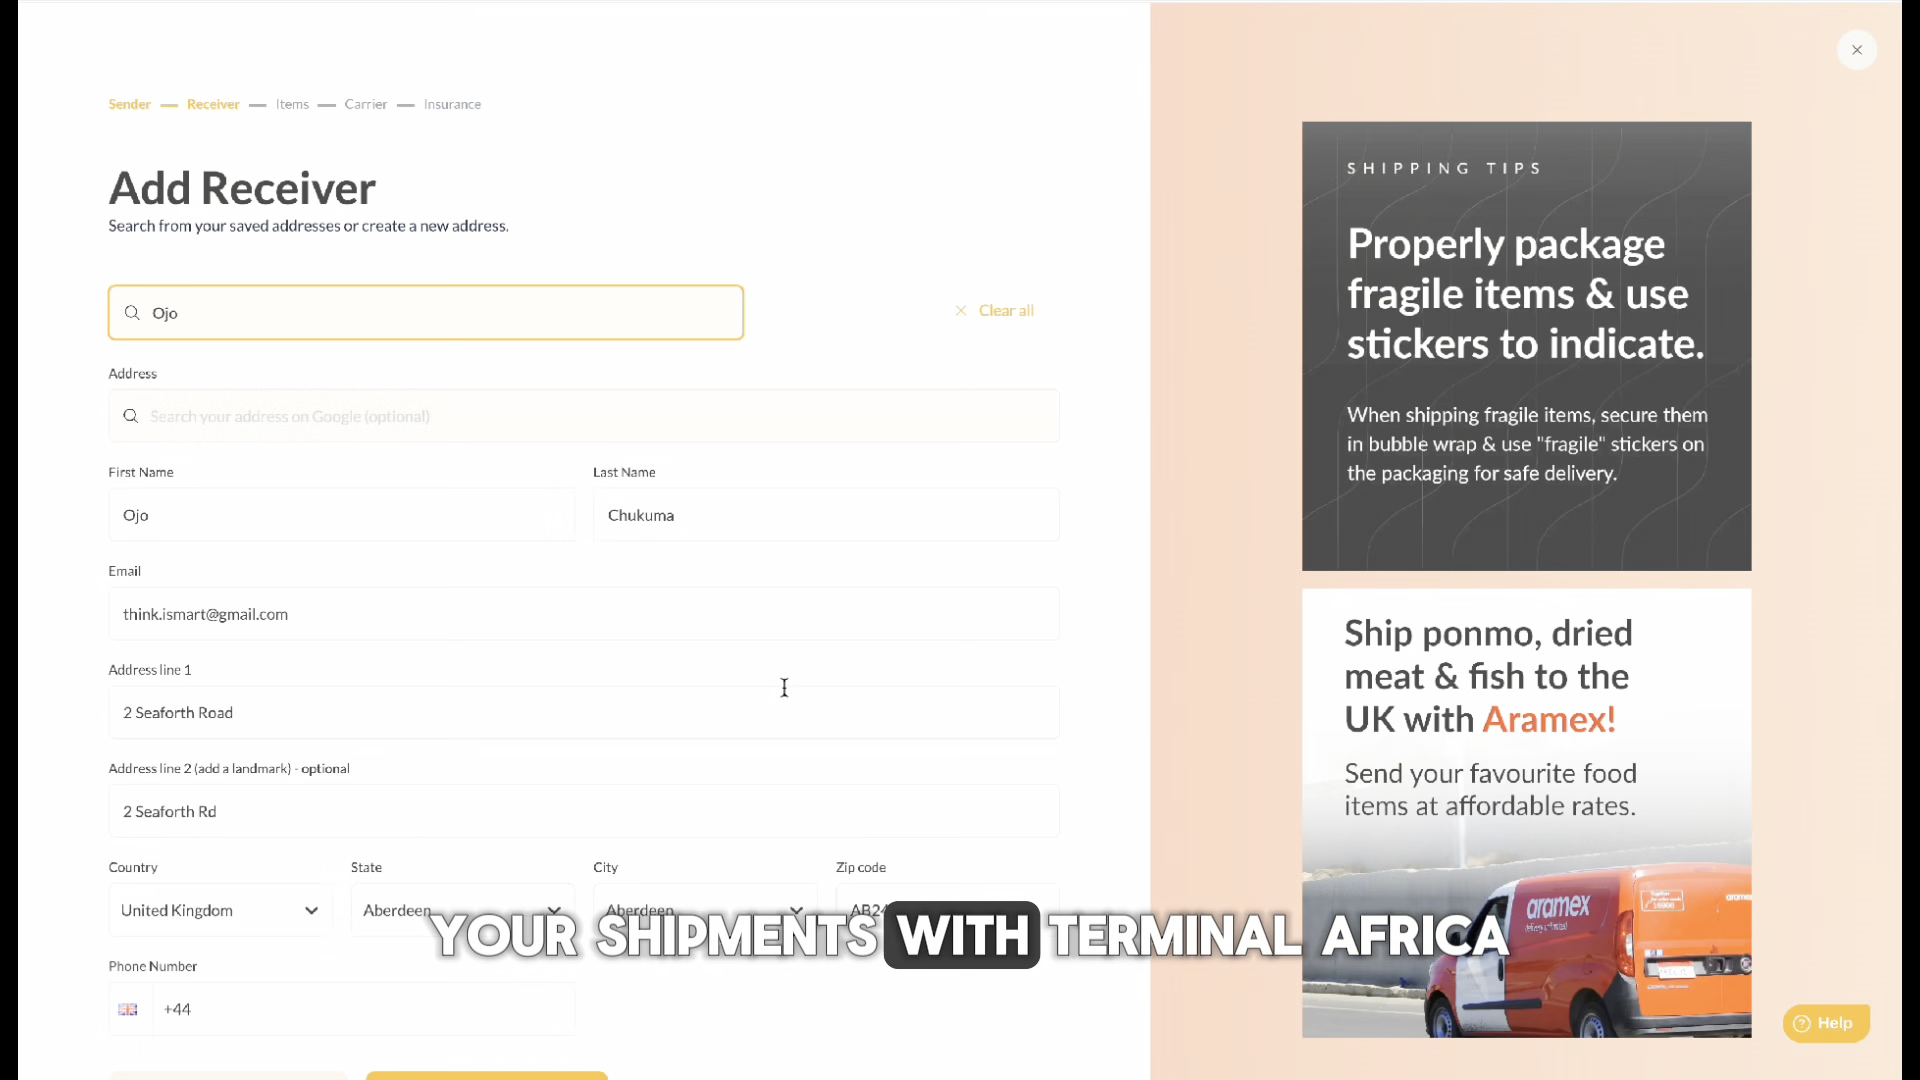 Sender — Receiver — Items — Carrier — Insurance
Add Receiver
Search from your saved addresses or create a new address.
Ojo
Clear all
Address
Search your address on Google (optional)
First Name
Last Name
Ojo
Chukuma
Email
think.ismart@gmail.com
Address line 1
2 Seaforth Road
Address line 2 (add a landmark) - optional
2 Seaforth Rd
Country
State
City
Zip code
United Kingdom
Aberdeen
Aberdeen
AB24
YOUR SHIPMENTS WITH TERMINAL AFRICA
Phone Number
+44
SHIPPING TIPS
Properly package
fragile items & use
stickers to indicate.
When shipping fragile items, secure them
in bubble wrap & use "fragile" stickers on
the packaging for safe delivery.
Ship ponmo, dried
meat & fish to the
UK with Aramex!
Send your favourite food
items at affordable rates.
aramex
aramex
Help